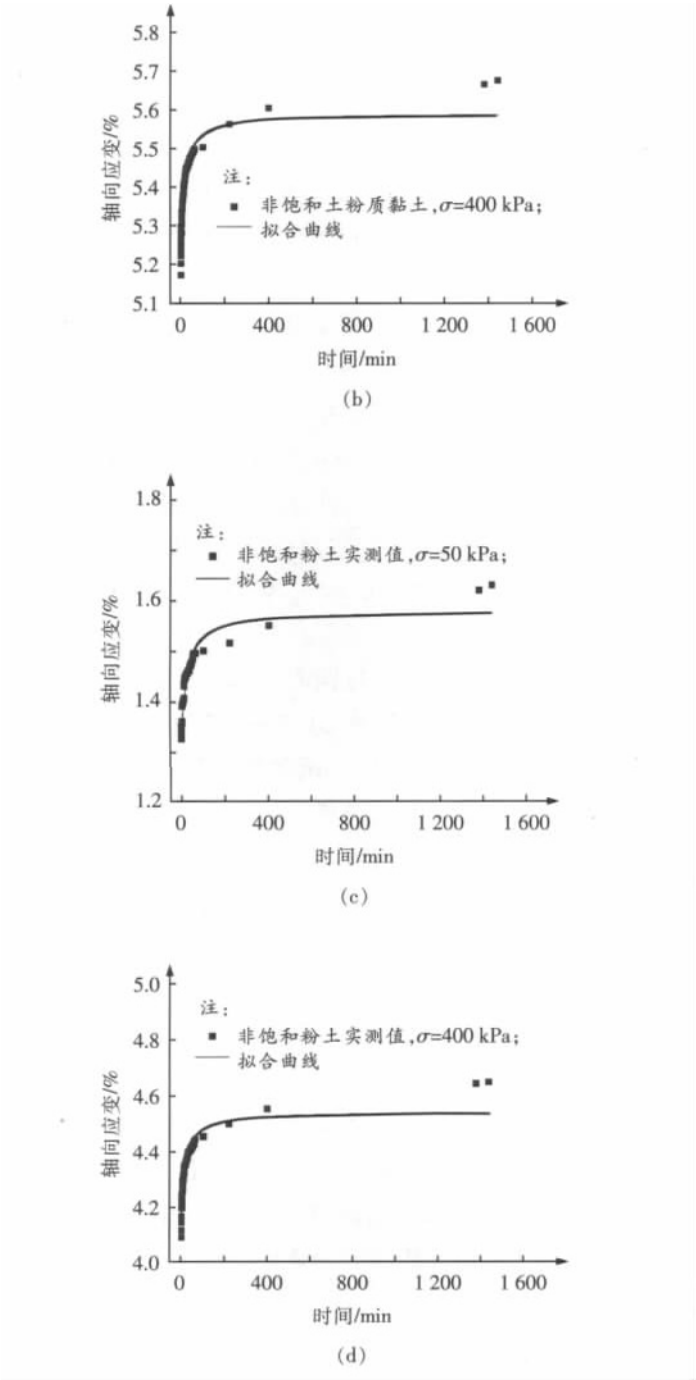 5.8
5.7
5.6
5.5
5.4
5.3
5.2
5.1
轴向应变/%
注:
非饱和土粉质黏土,σ=400 kPa;
拟合曲线
0 400 800 1 200 1 600
时间/min
(b)
1.8
1.6
1.4
1.2
轴向应变/%
注:
非饱和粉土实测值,σ=50 kPa;
拟合曲线
0 400 800 1 200 1 600
时间/min
(c)
5.0
4.8
4.6
4.4
4.2
4.0
轴向应变/%
注:
非饱和粉土实测值,σ=400 kPa;
拟合曲线
0 400 800 1 200 1 600
时间/min
(d)